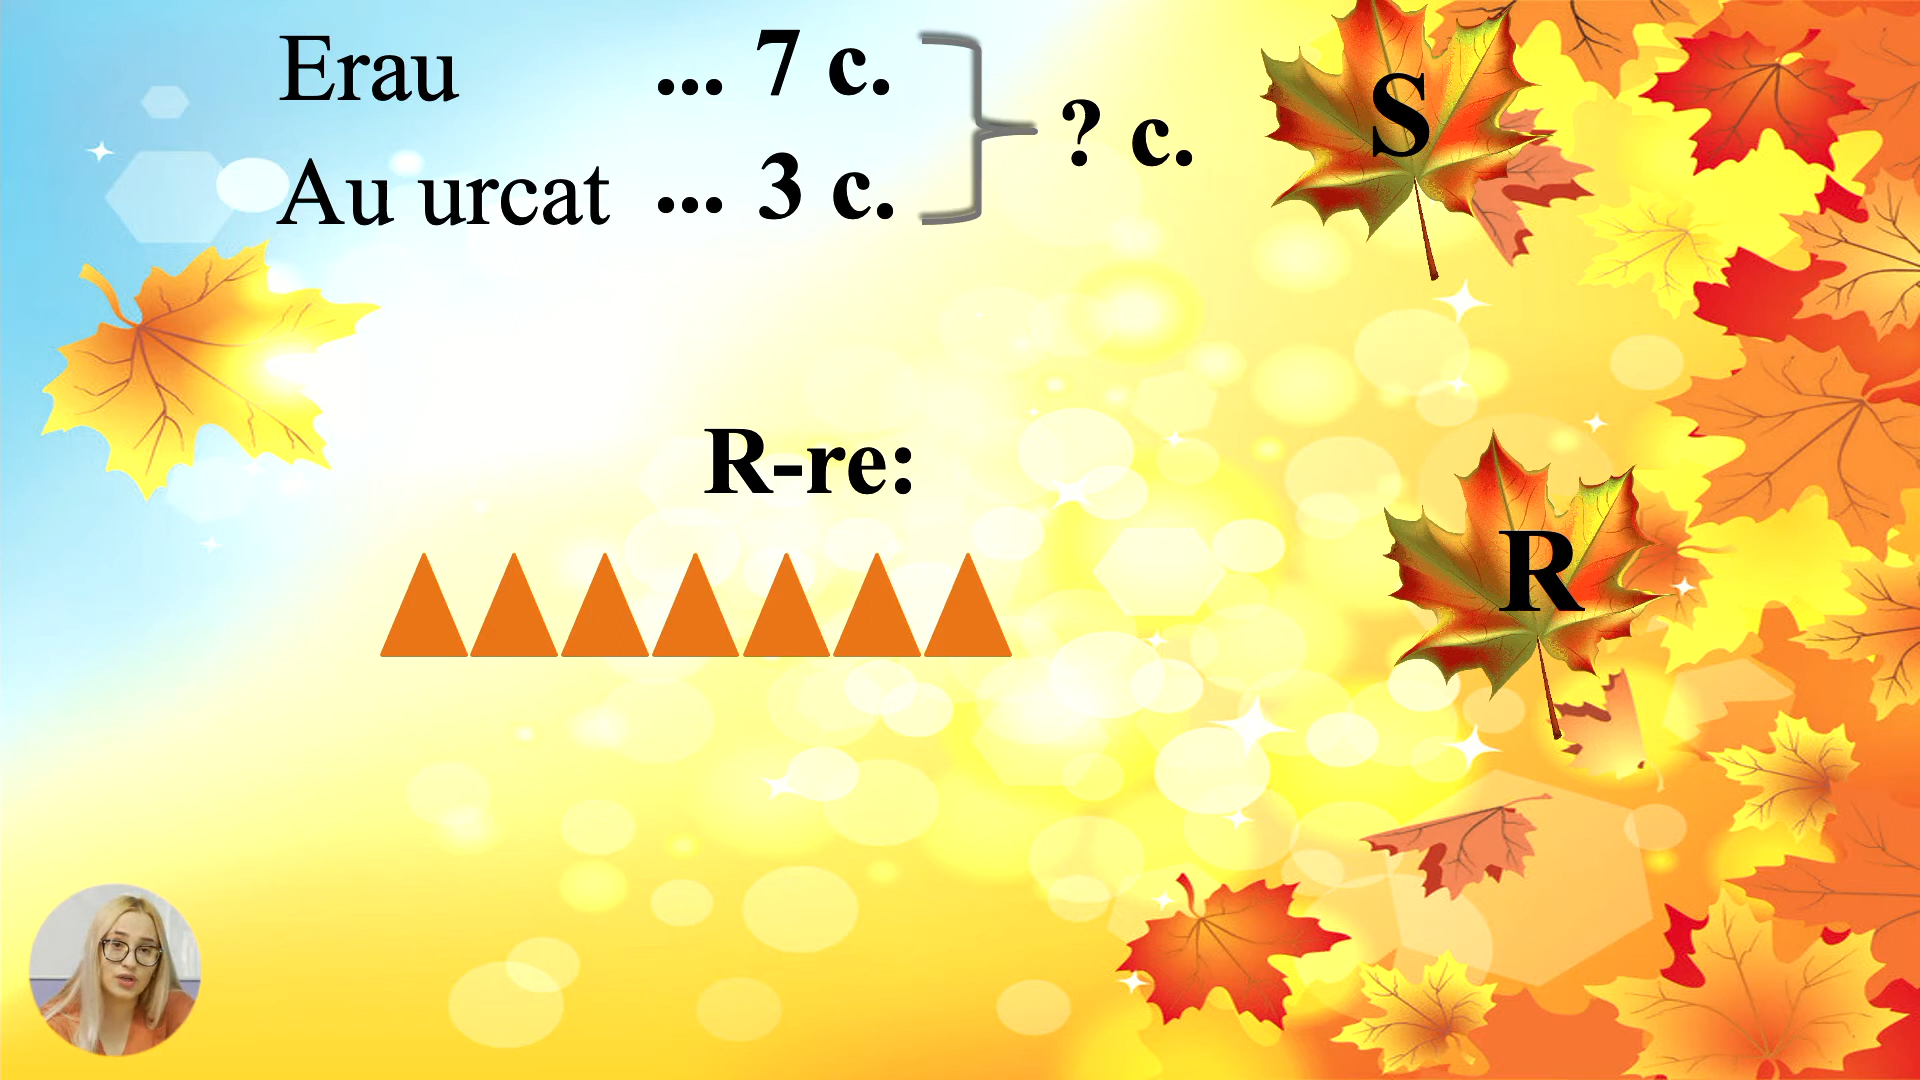 Erau ... 7 c.
Au urcat ... 3 c.
? c.
S
R-re:
R